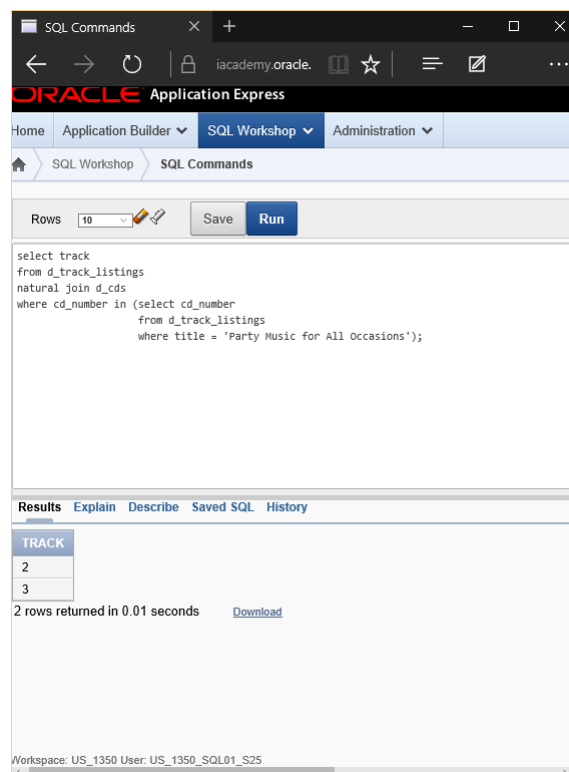 SQL Commands
iacademy.oracle.
ORACLE Application Express
Home Application Builder SQL Workshop Administration
SQL Workshop SQL Commands
Rows 10 Save Run
select track
from d_track_listings
natural join d_cds
where cd_number in (select cd_number
from d_track_listings
where title = 'Party Music for All Occasions');
Results Explain Describe Saved SQL History
TRACK
2
3
2 rows returned in 0.01 seconds Download
Workspace: US_1350 User: US_1350_SQL01_S25